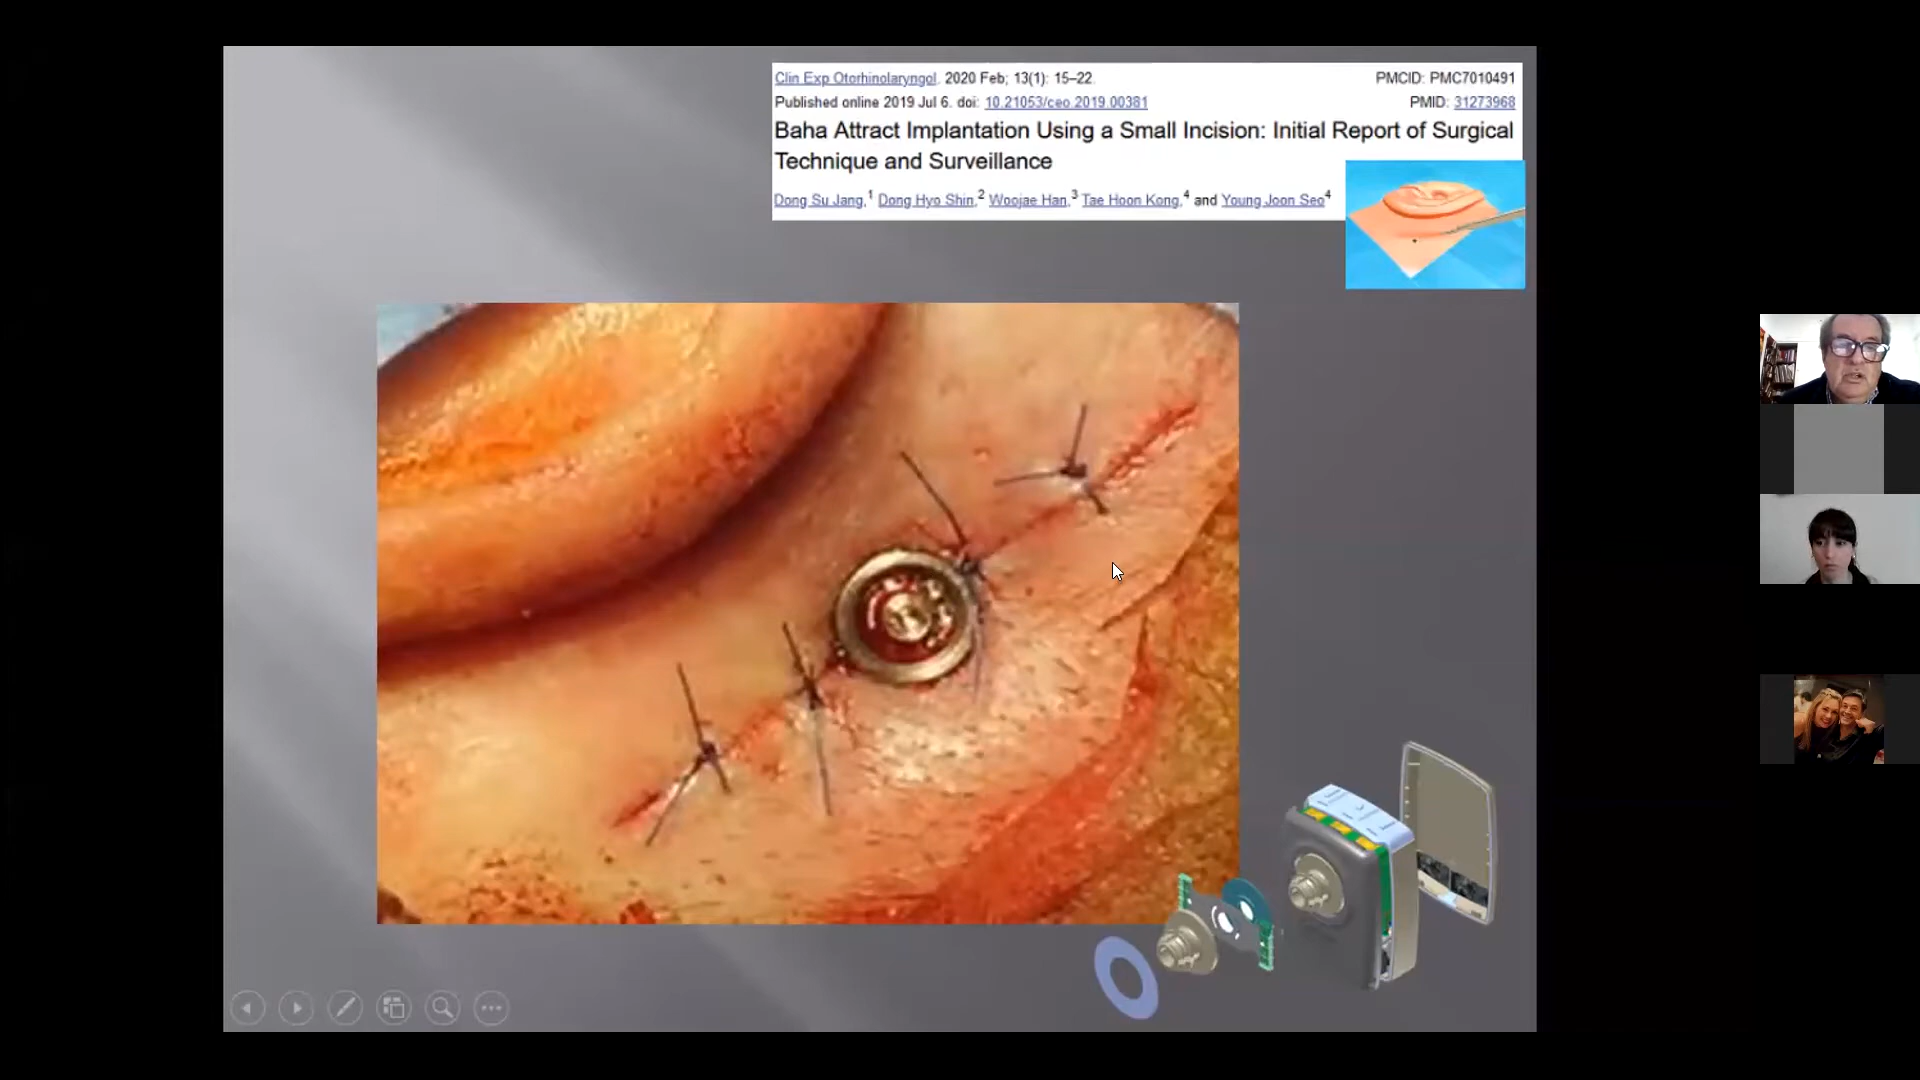 Clin Exp Otorhinolaryngol. 2020 Feb; 13(1): 15–22. PMCID: PMC7010491
Published online 2019 Jul 6. doi: 10.21053/ceo.2019.00381 PMID: 31273968
Baha Attract Implantation Using a Small Incision: Initial Report of Surgical
Technique and Surveillance
Dong Su Jang,1 Dong Hyo Shin,2 Woojae Han,3 Tae Hoon Kong,4 and Young Joon Seo4